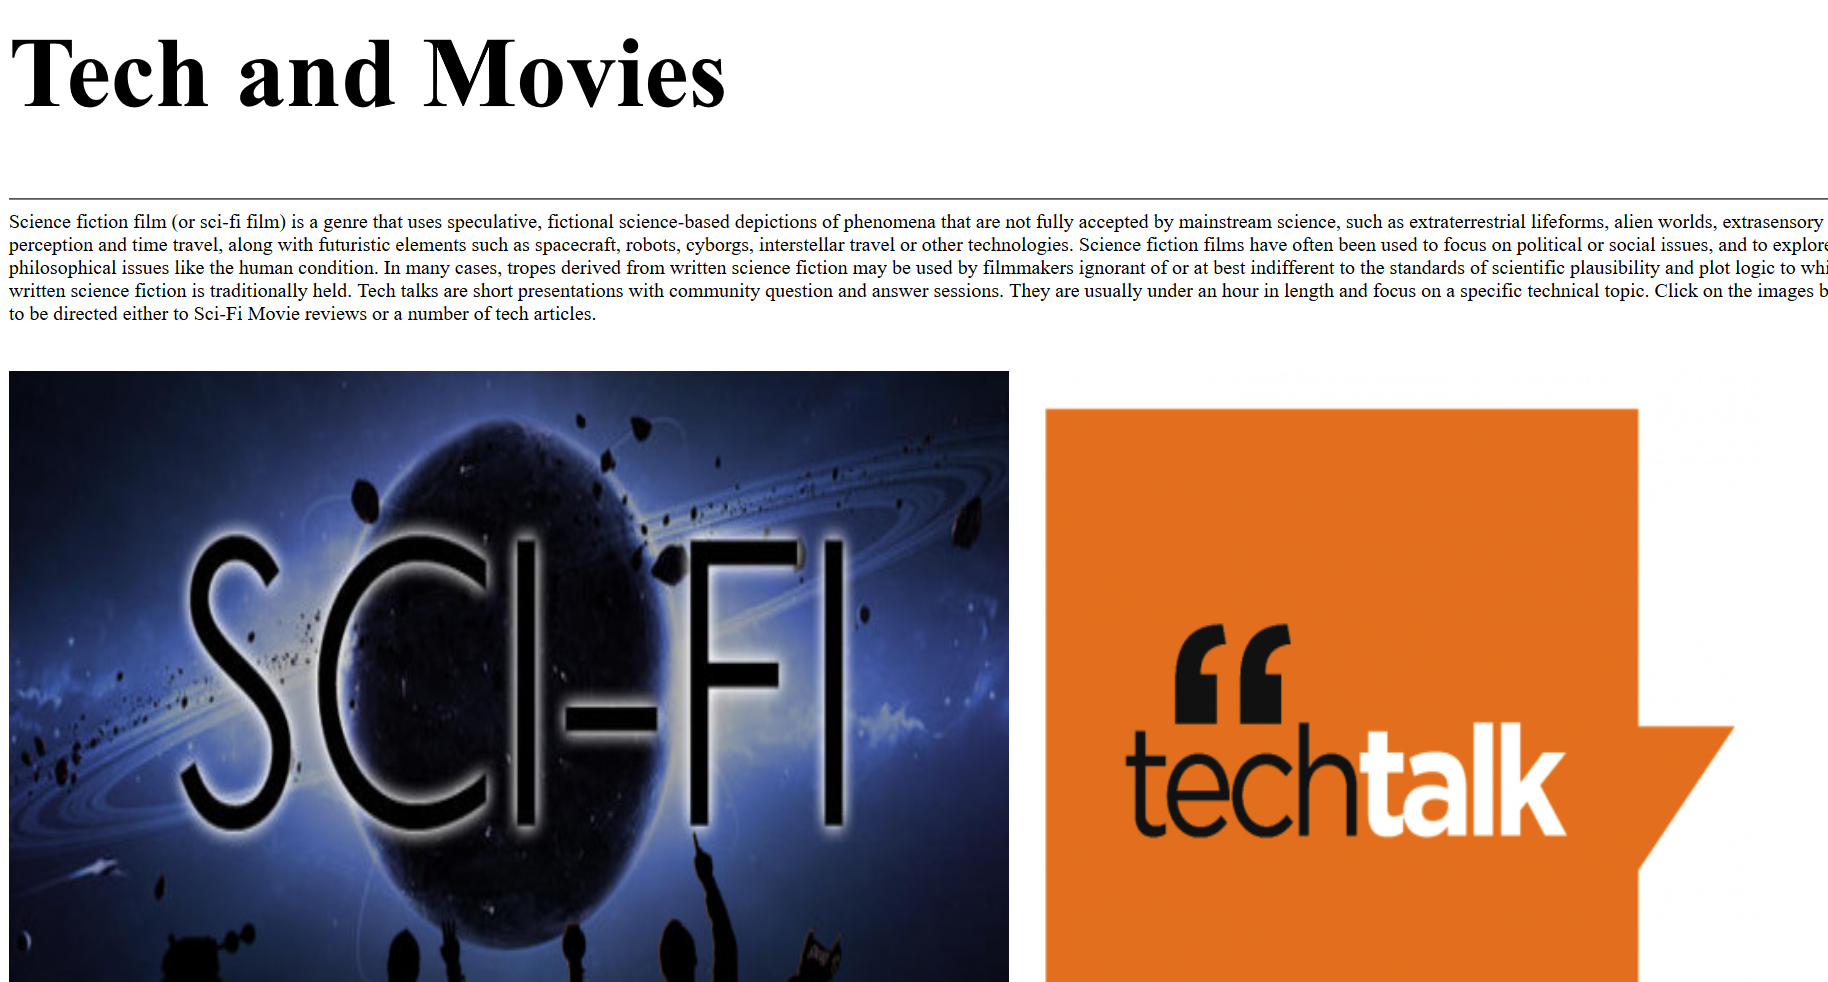 Tech and Movies
Science fiction film (or sci-fi film) is a genre that uses speculative, fictional science-based depictions of phenomena that are not fully accepted by mainstream science, such as extraterrestrial lifeforms, alien worlds, extrasensory
perception and time travel, along with futuristic elements such as spacecraft, robots, cyborgs, interstellar travel or other technologies. Science fiction films have often been used to focus on political or social issues, and to explore
philosophical issues like the human condition. In many cases, tropes derived from written science fiction may be used by filmmakers ignorant of or at best indifferent to the standards of scientific plausibility and plot logic to
written science fiction is traditionally held. Tech talks are short presentations with community question and answer sessions. They are usually under an hour in length and focus on a specific technical topic. Click on the images
to be directed either to Sci-Fi Movie reviews or a number of tech articles.
SCI-FI
“
techtalk